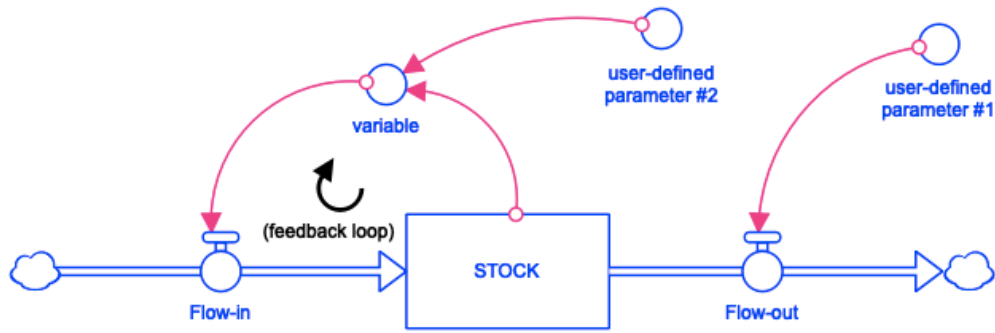 user-defined
parameter #2
user-defined
parameter #1
variable
(feedback loop)
STOCK
Flow-in
Flow-out